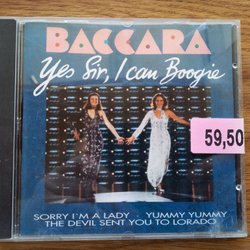 BACCARA
Yes Sir, I can Boogie
59,50
SORRY I'M A LADY . YUMMY YUMMY
THE DEVIL SENT YOU TO LORADO